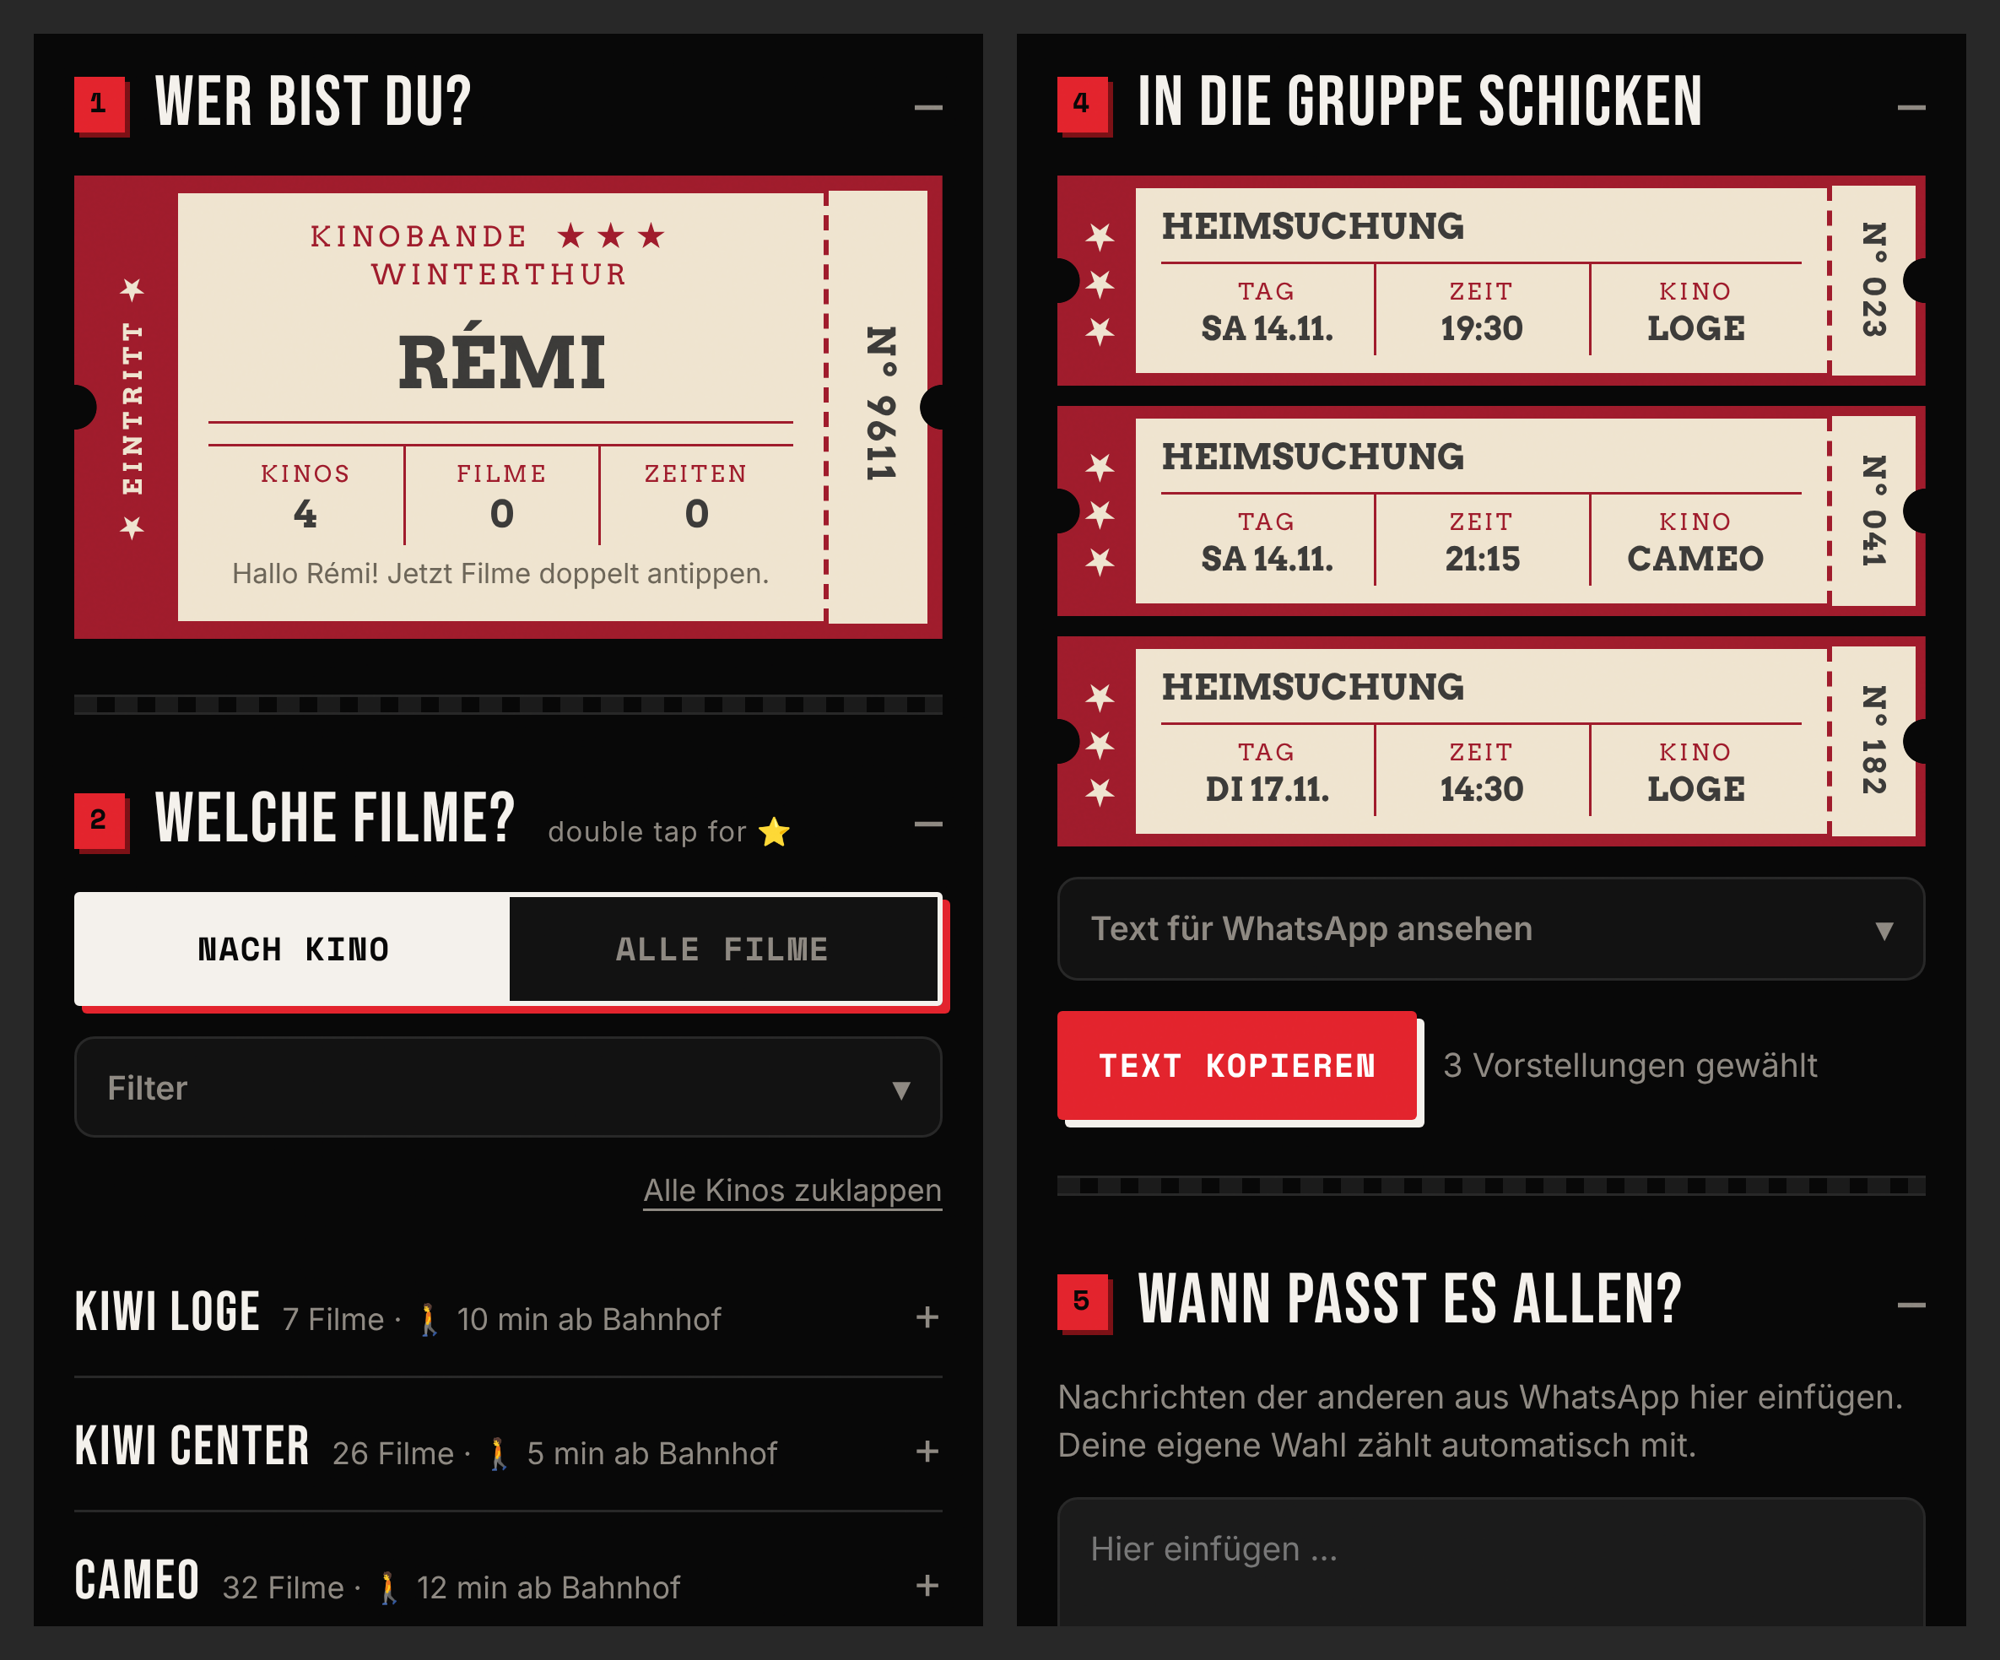 1 WER BIST DU? –
★ EINTRITT ★
KINOBANDE ★ ★ ★
WINTERTHUR
RÉMI
KINOS FILME ZEITEN
4 0 0
Hallo Rémi! Jetzt Filme doppelt antippen.
N° 9611
2 WELCHE FILME? double tap for ⭐ –
NACH KINO ALLE FILME
Filter ▼
Alle Kinos zuklappen
KIWI LOGE 7 Filme · 🚶 10 min ab Bahnhof +
KIWI CENTER 26 Filme · 🚶 5 min ab Bahnhof +
CAMEO 32 Filme · 🚶 12 min ab Bahnhof +
4 IN DIE GRUPPE SCHICKEN –
★ ★ ★
HEIMSUCHUNG
TAG ZEIT KINO
SA 14.11. 19:30 LOGE
N° 023
★ ★ ★
HEIMSUCHUNG
TAG ZEIT KINO
SA 14.11. 21:15 CAMEO
N° 041
★ ★ ★
HEIMSUCHUNG
TAG ZEIT KINO
DI 17.11. 14:30 LOGE
N° 182
Text für WhatsApp ansehen ▼
TEXT KOPIEREN 3 Vorstellungen gewählt
5 WANN PASST ES ALLEN? –
Nachrichten der anderen aus WhatsApp hier einfügen.
Deine eigene Wahl zählt automatisch mit.
Hier einfügen …